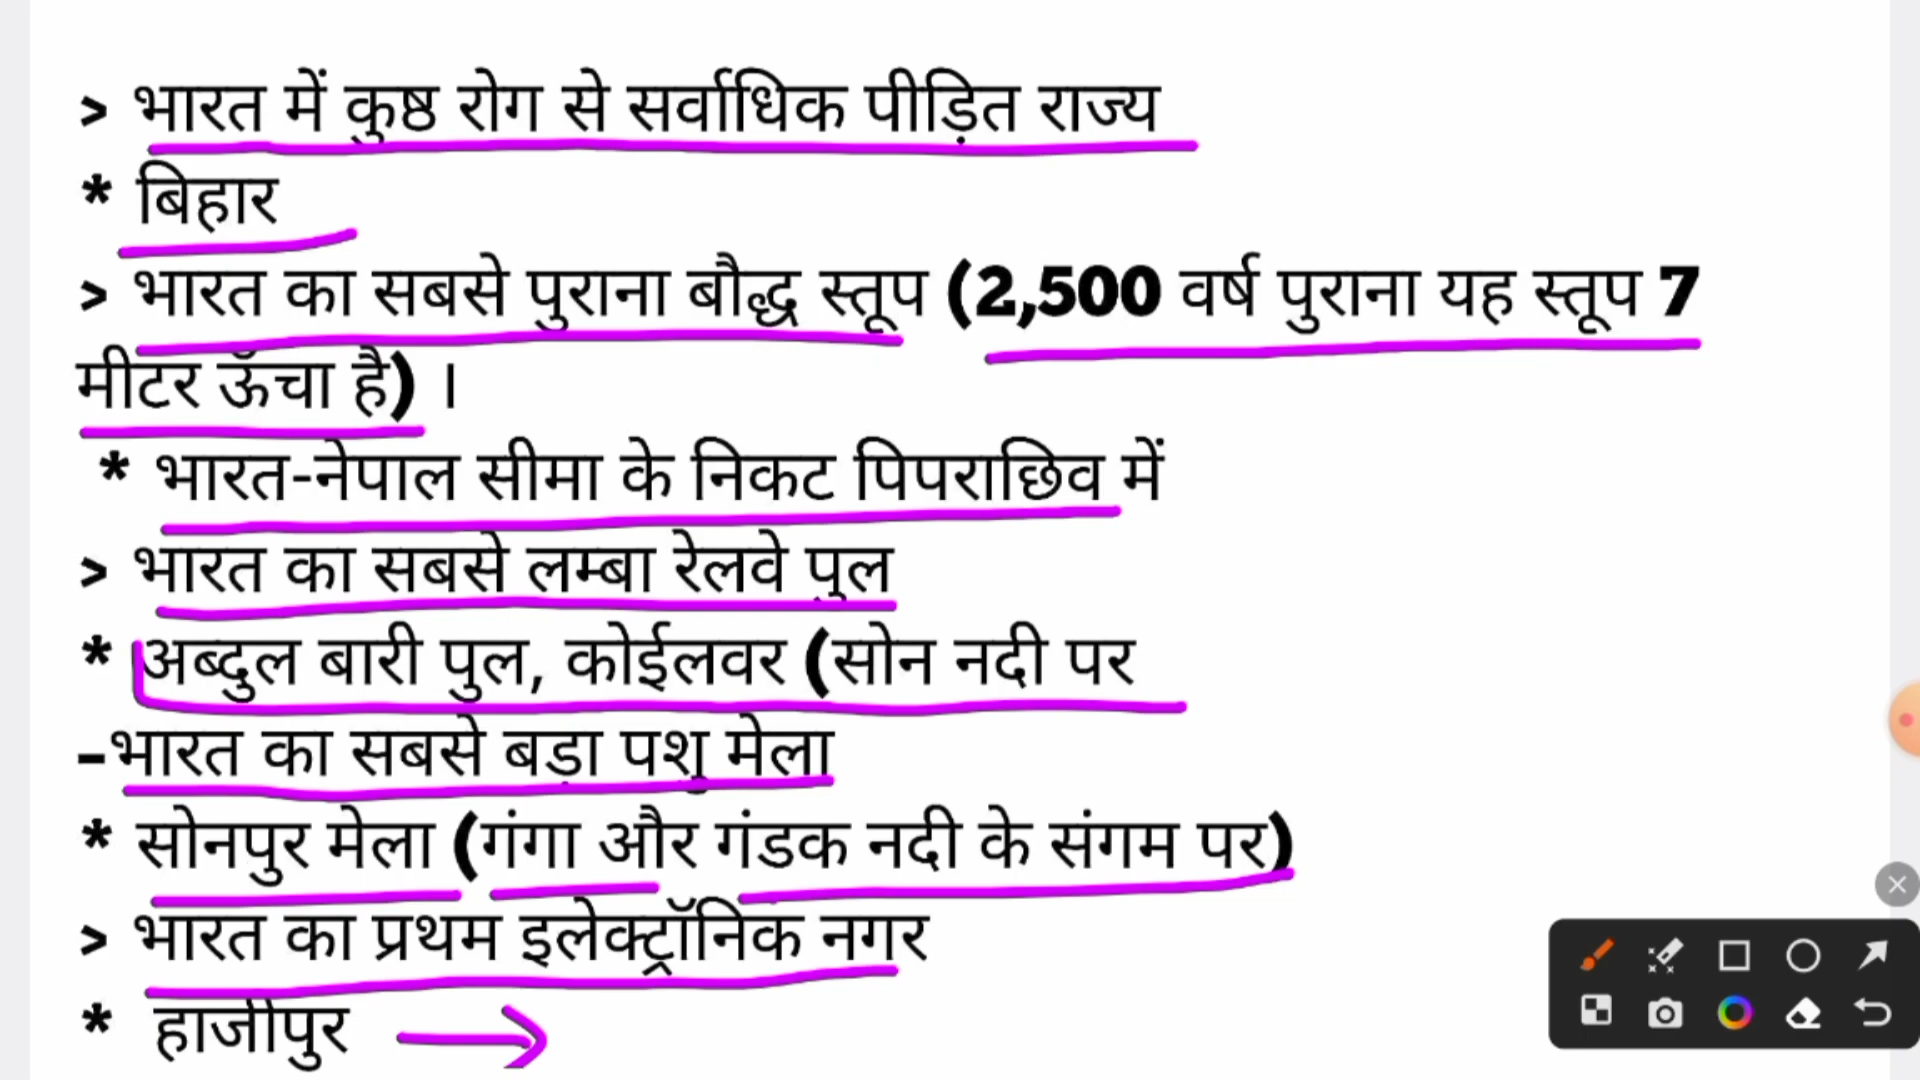 > भारत में कुष्ठ रोग से सर्वाधिक पीड़ित राज्य
* बिहार
> भारत का सबसे पुराना बौद्ध स्तूप (2,500 वर्ष पुराना यह स्तूप 7
मीटर ऊँचा है) ।
* भारत-नेपाल सीमा के निकट पिपराछिव में
> भारत का सबसे लम्बा रेलवे पुल
* अब्दुल बारी पुल, कोईलवर (सोन नदी पर
-भारत का सबसे बड़ा पशु मेला
* सोनपुर मेला (गंगा और गंडक नदी के संगम पर)
> भारत का प्रथम इलेक्ट्रॉनिक नगर
* हाजीपुर